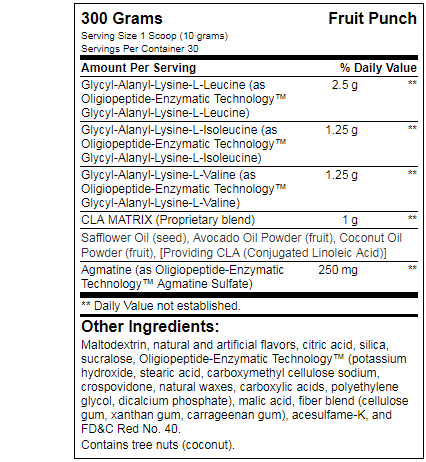 300 Grams Fruit Punch
Serving Size 1 Scoop (10 grams)
Servings Per Container 30
Amount Per Serving % Daily Value
Glycyl-Alanyl-Lysine-L-Leucine (as 2.5 g **
Oligiopeptide-Enzymatic Technology™
Glycyl-Alanyl-Lysine-L-Leucine)
Glycyl-Alanyl-Lysine-L-Isoleucine (as 1.25 g **
Oligiopeptide-Enzymatic Technology™
Glycyl-Alanyl-Lysine-L-Isoleucine)
Glycyl-Alanyl-Lysine-L-Valine (as 1.25 g **
Oligiopeptide-Enzymatic Technology™
Glycyl-Alanyl-Lysine-L-Valine)
CLA MATRIX (Proprietary blend) 1 g **
Safflower Oil (seed), Avocado Oil Powder (fruit), Coconut Oil
Powder (fruit), [Providing CLA (Conjugated Linoleic Acid)]
Agmatine (as Oligiopeptide-Enzymatic 250 mg **
Technology™ Agmatine Sulfate)
** Daily Value not established.
Other Ingredients:
Maltodextrin, natural and artificial flavors, citric acid, silica,
sucralose, Oligiopeptide-Enzymatic Technology™ (potassium
hydroxide, stearic acid, carboxymethyl cellulose sodium,
crospovidone, natural waxes, carboxylic acids, polyethylene
glycol, dicalcium phosphate), malic acid, fiber blend (cellulose
gum, xanthan gum, carrageenan gum), acesulfame-K, and
FD&C Red No. 40.
Contains tree nuts (coconut).